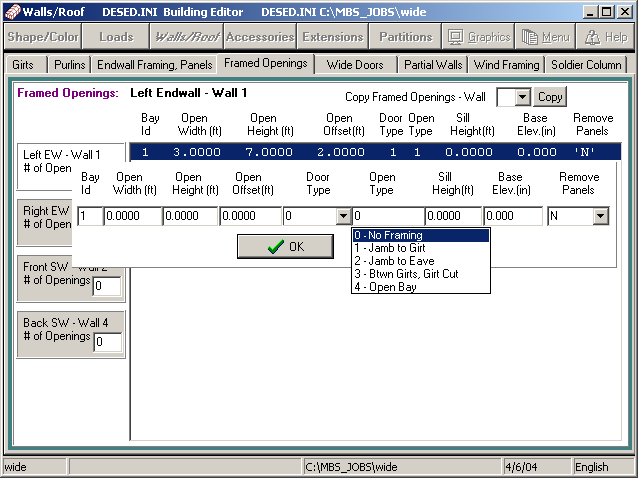 Walls/Roof DESED.INI Building Editor DESED.INI C:\MBS_JOBS\wide
Shape/Color Loads Walls/Roof Accessories Extensions Partitions Graphics Menu Help
Girts Purlins Endwall Framing, Panels Framed Openings Wide Doors Partial Walls Wind Framing Soldier Column
Framed Openings: Left Endwall - Wall 1 Copy Framed Openings - Wall Copy
Bay Open Open Open Door Open Sill Base Remove
Id Width (ft) Height (ft) Offset(ft) Type Type Height(ft) Elev.(in) Panels
Left EW - Wall 1 1 3.0000 7.0000 2.0000 1 1 0.0000 0.000 'N'
# of Open
Bay Open Open Open Door Open Sill Base Remove
Id Width (ft) Height (ft) Offset(ft) Type Type Heigh(ft) Elev.(in) Panels
Right EW 1 0.0000 0.0000 0.0000 0 0 0.0000 0.000 N
# of Open
0 - No Framing
OK 1 - Jamb to Girt
2 - Jamb to Eave
Front SW - Wall 2 3 - Btwn Girts, Girt Cut
# of Openings 0 4 - Open Bay
Back SW - Wall 4
# of Openings 0
wide C:\MBS_JOBS\wide 4/6/04 English